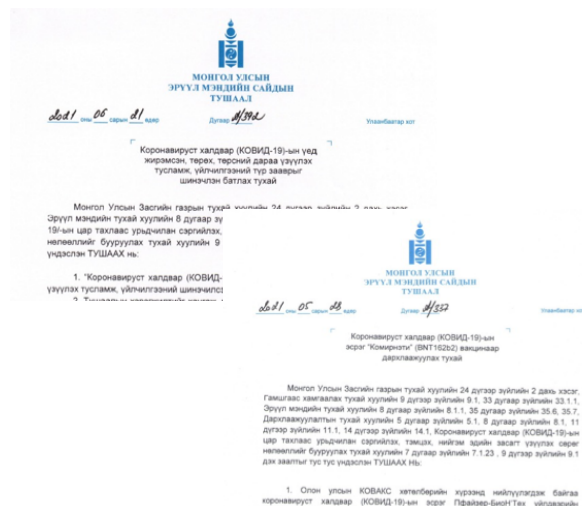 МОНГОЛ УЛСЫН
ЭРҮҮЛ МЭНДИЙН САЙДЫН
ТУШААЛ
2021 оны 06 сарын 21 өдөр Дугаар Улаанбаатар хот
Коронавируст халдвар (КОВИД-19)-ын үед
жирэмсэн, төрөх, төрсний дараа үзүүлэх
тусламж, үйлчилгээний түр зааврыг
шинэчлэн батлах тухай
Монгол Улсын Засгийн газрын тухай хуулийн 24 дүгээр зүйлийн 2 дахь хэсэг,
Эрүүл мэндийн тухай хуулийн 8 дугаар зү
19/-ын цар тахлаас урьдчилан сэргийлэх,
нөлөөллийг бууруулах тухай хуулийн 9
үндэслэн ТУШААХ нь:
1. "Коронавируст халдвар (КОВИД-
үзүүлэх тусламж, үйлчилгээний шинэчилсэ
МОНГОЛ УЛСЫН
ЭРҮҮЛ МЭНДИЙН САЙДЫН
ТУШААЛ
2021 оны 05 сарын 28 өдөр Дугаар А/337 Улаанбаатар хот
Коронавируст халдвар (КОВИД-19)-ын
эсрэг "Комирнэти" (BNT162b2) вакцинаар
дархлаажуулах тухай
Монгол Улсын Засгийн газрын тухай хуулийн 24 дүгээр зүйлийн 2 дахь хэсэг,
Гамшгаас хамгаалах тухай хуулийн 9 дүгээр зүйлийн 9.1, 33 дугаар зүйлийн 33.1.1,
Эрүүл мэндийн тухай хуулийн 8 дугаар зүйлийн 8.1.1, 35 дугаар зүйлийн 35.6, 35.7,
Дархлаажуулалтын тухай хуулийн 5 дугаар зүйлийн 5.1, 8 дугаар зүйлийн 8.1, 11
дүгээр зүйлийн 11.1, 14 дүгээр зүйлийн 14.1, Коронавируст халдвар (КОВИД-19)-ын
цар тахлаас урьдчилан сэргийлэх, тэмцэх, нийгэм эдийн засагт үзүүлэх сөрөг
нөлөөллийг бууруулах тухай хуулийн 7 дугаар зүйлийн 7.1.23 , 9 дүгээр зүйлийн 9.1
дэх заалтыг тус тус үндэслэн ТУШААХ НЬ:
1. Олон улсын КОВАКС хөтөлбөрийн хүрээнд нийлүүлэгдэж байгаа
коронавируст халдвар (КОВИД-19)-ын эсрэг Пфайзер-БиоН'Тех үйлдвэрийн